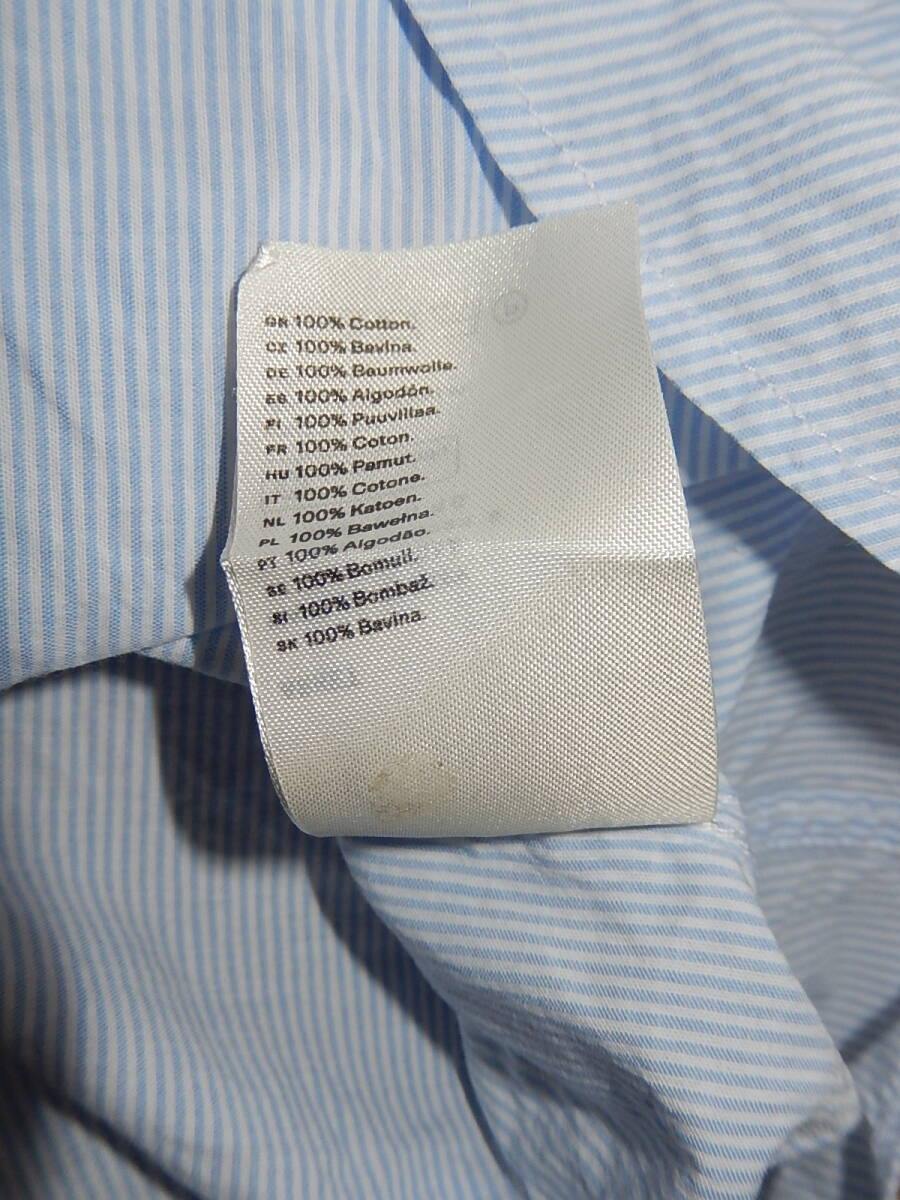 GR 100% Cotton.
CZ 100% Bavlna.
DE 100% Baumwolle.
ES 100% Algodón.
FI 100% Puuvillaa.
FR 100% Coton.
HU 100% Pamut.
IT 100% Cotone.
NL 100% Katoen.
PL 100% Bawełna.
PT 100% Algodão.
SE 100% Bomull.
SI 100% Bombaž.
SK 100% Bavlna.